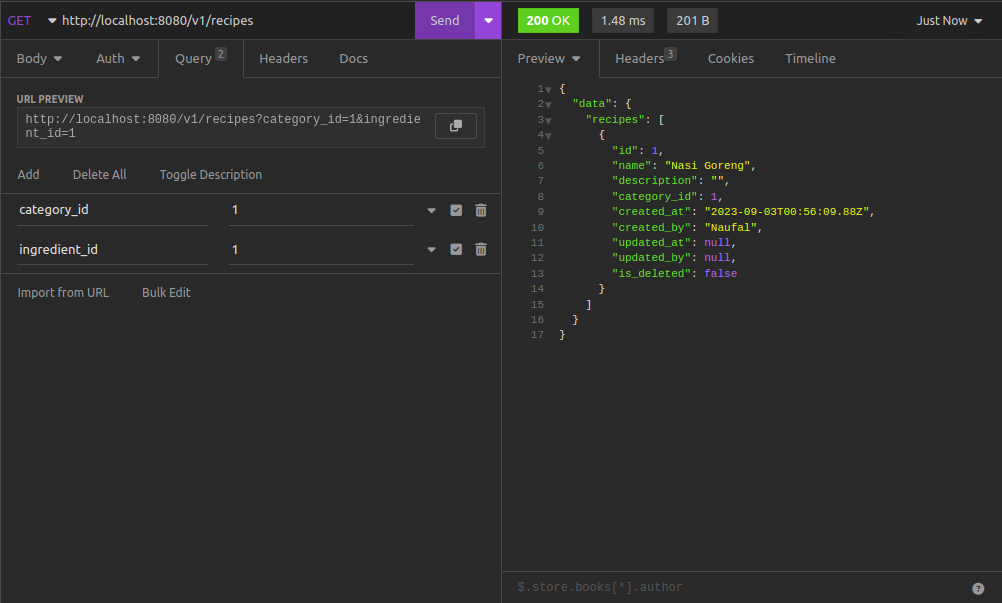 GET http://localhost:8080/v1/recipes Send
200 OK 1.48 ms 201 B Just Now
Body Auth Query 2 Headers Docs
Preview Headers 3 Cookies Timeline
URL PREVIEW
http://localhost:8080/v1/recipes?category_id=1&ingredie
nt_id=1
Add Delete All Toggle Description
category_id 1
ingredient_id 1
Import from URL Bulk Edit
1 {
2 "data": {
3 "recipes": [
4 {
5 "id": 1,
6 "name": "Nasi Goreng",
7 "description": "",
8 "category_id": 1,
9 "created_at": "2023-09-03T00:56:09.88Z",
10 "created_by": "Naufal",
11 "updated_at": null,
12 "updated_by": null,
13 "is_deleted": false
14 }
15 ]
16 }
17 }
$.store.books[*].author ?